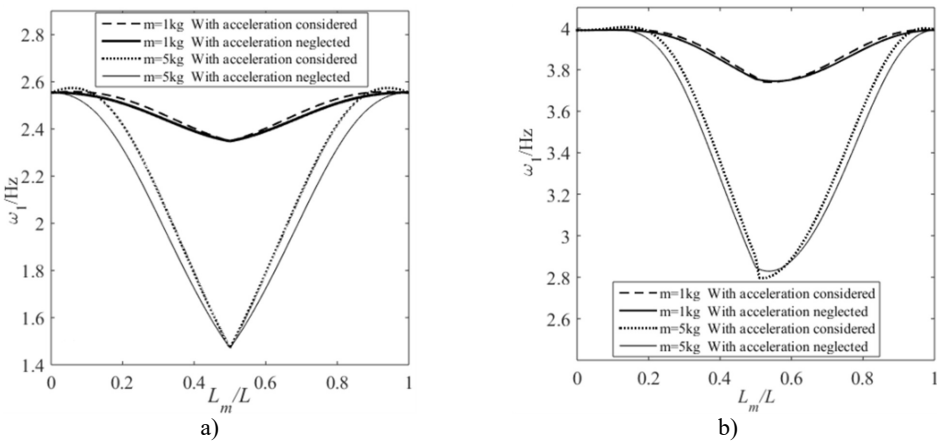 2.8
2.6
2.4
2.2
2
1.8
1.6
1.4
ω₁/Hz
m=1kg With acceleration considered
m=1kg With acceleration neglected
m=5kg With acceleration considered
m=5kg With acceleration neglected
0 0.2 0.4 0.6 0.8 1
Lₘ/L
a)
4
3.8
3.6
3.4
3.2
3
2.8
2.6
ω₁/Hz
m=1kg With acceleration considered
m=1kg With acceleration neglected
m=5kg With acceleration considered
m=5kg With acceleration neglected
0 0.2 0.4 0.6 0.8 1
Lₘ/L
b)